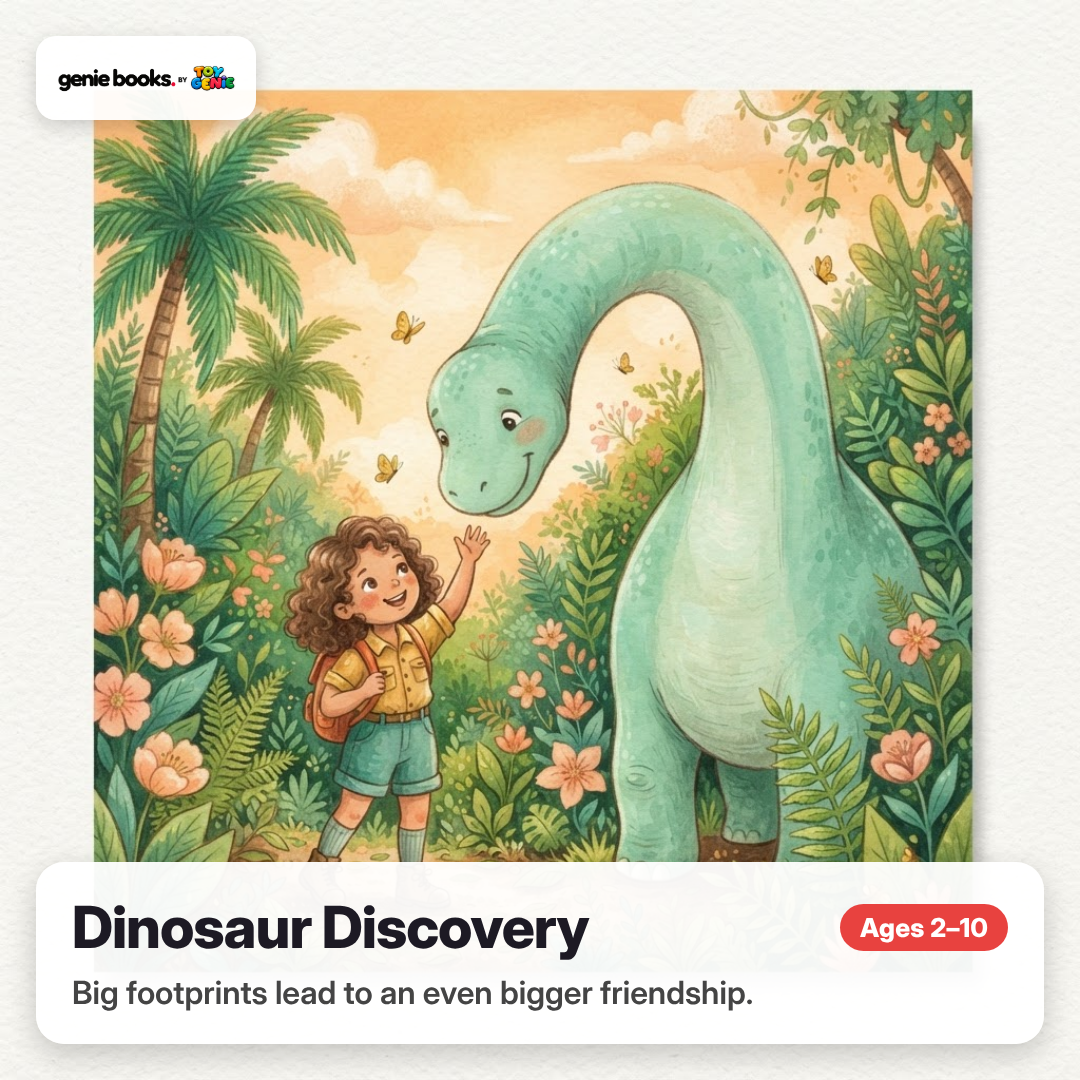 genie books. BY TOY GENIE
Dinosaur Discovery
Ages 2–10
Big footprints lead to an even bigger friendship.